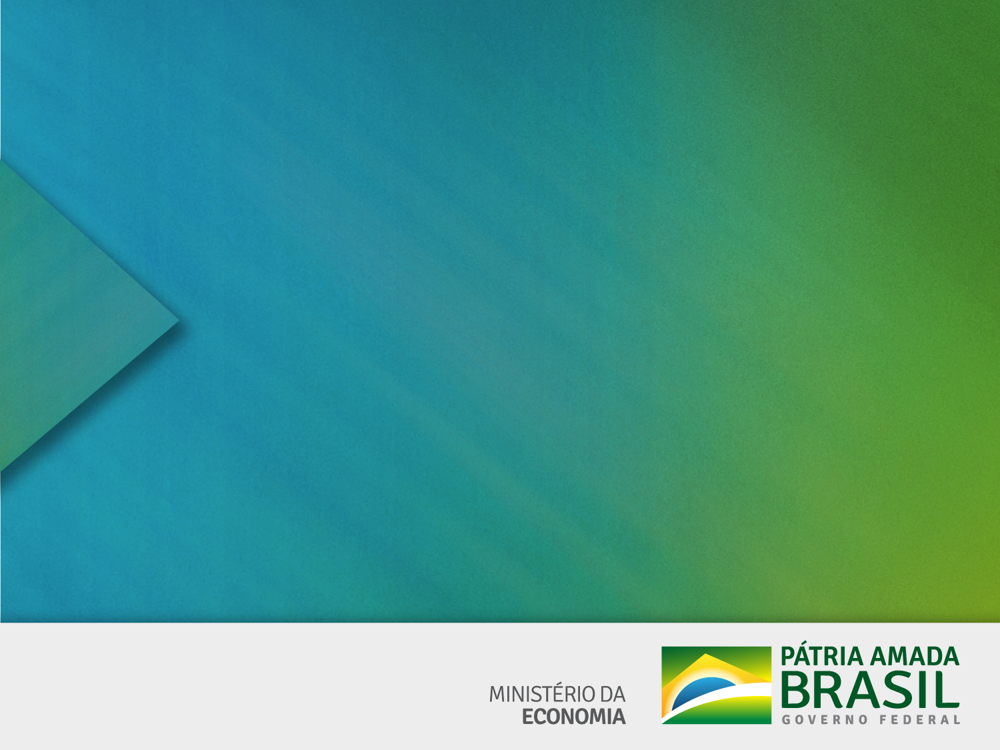 MINISTÉRIO DA
ECONOMIA
PÁTRIA AMADA
BRASIL
GOVERNO FEDERAL